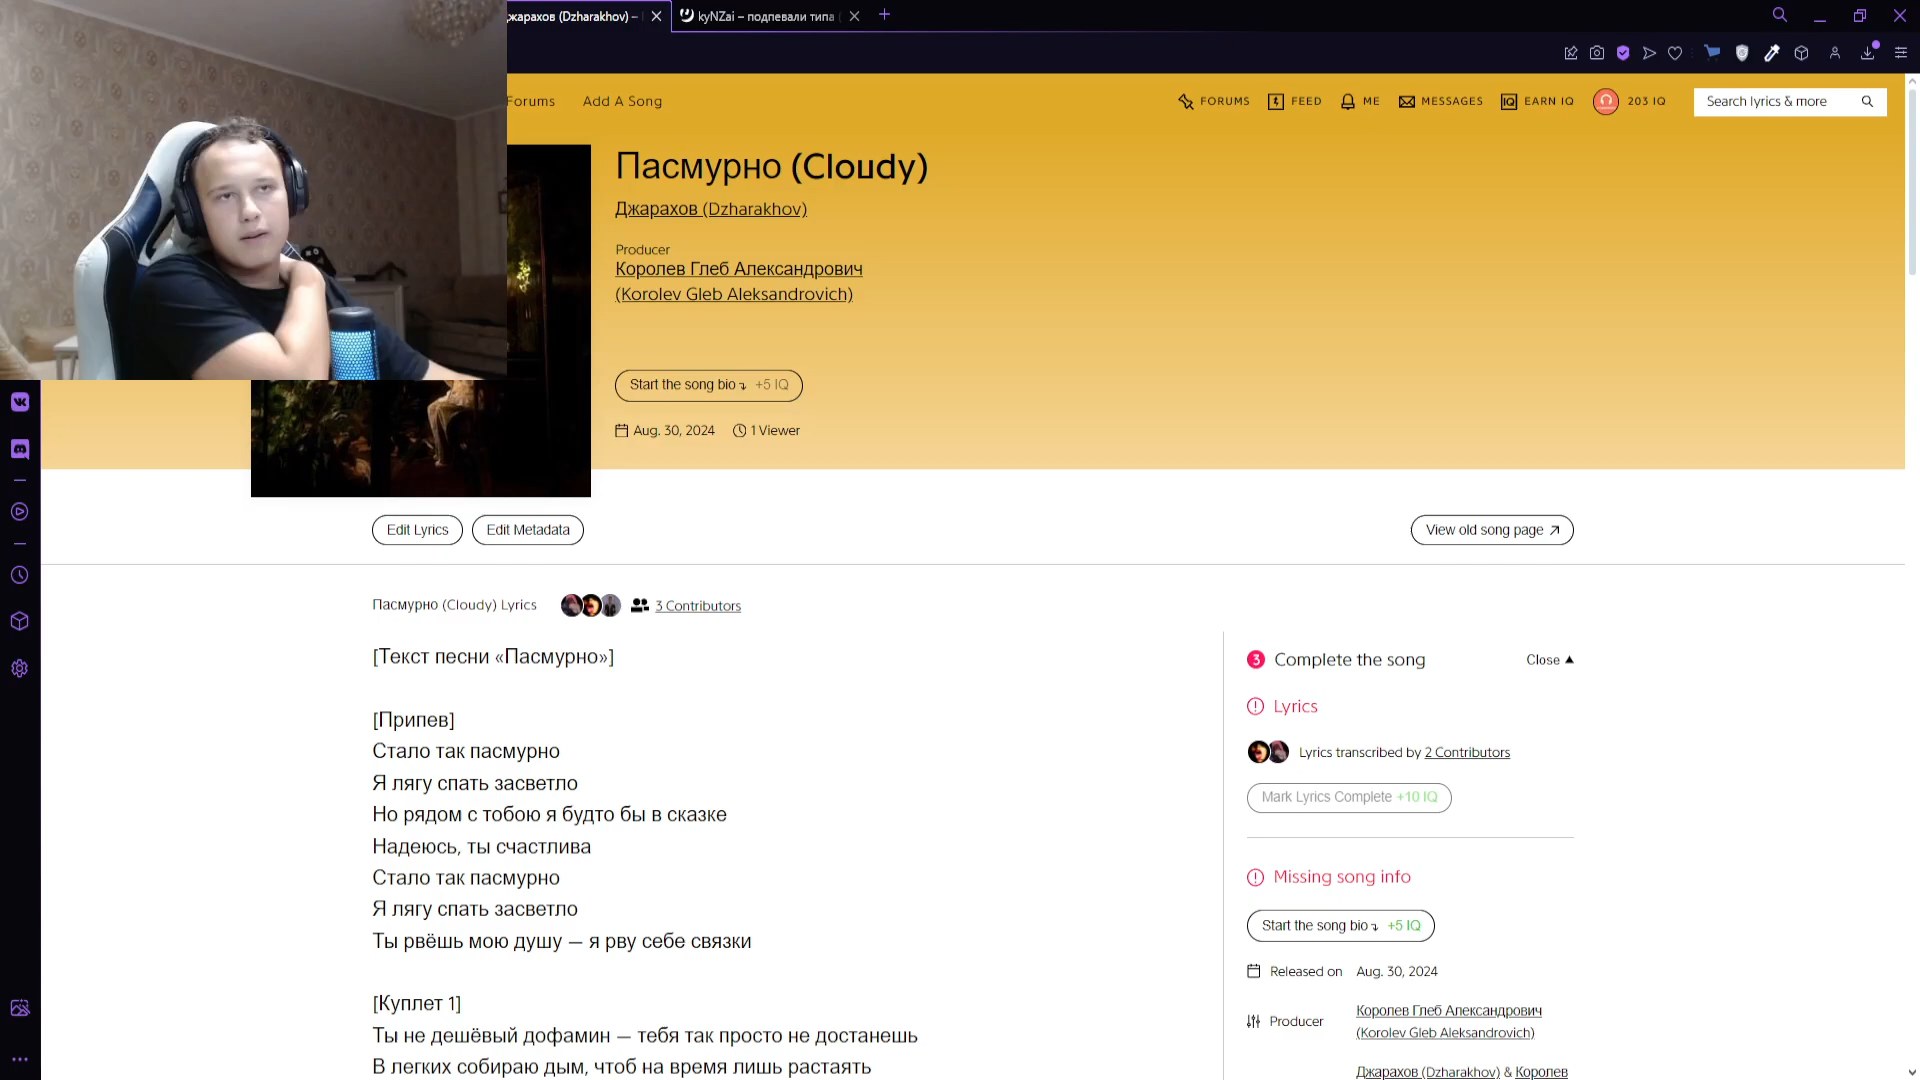 жарахов (Dzharakhov) –
kyNZai – подпевали типа
Forums
Add A Song
FORUMS
FEED
ME
MESSAGES
IQ
EARN IQ
203 IQ
Search lyrics & more
Пасмурно (Cloudy)
Джарахов (Dzharakhov)
Producer
Королев Глеб Александрович
(Korolev Gleb Aleksandrovich)
Start the song bio +5 IQ
Aug. 30, 2024
1 Viewer
Edit Lyrics
Edit Metadata
View old song page
Пасмурно (Cloudy) Lyrics
3 Contributors
[Текст песни «Пасмурно»]
[Припев]
Стало так пасмурно
Я лягу спать засветло
Но рядом с тобою я будто бы в сказке
Надеюсь, ты счастлива
Стало так пасмурно
Я лягу спать засветло
Ты рвёшь мою душу — я рву себе связки
[Куплет 1]
Ты не дешёвый дофамин — тебя так просто не достанешь
В легких собираю дым, чтоб на время лишь растаять
3 Complete the song
Close
Lyrics
Lyrics transcribed by 2 Contributors
Mark Lyrics Complete +10 IQ
Missing song info
Start the song bio +5 IQ
Released on Aug. 30, 2024
Producer
Королев Глеб Александрович
(Korolev Gleb Aleksandrovich)
Джарахов (Dzharakhov) & Королев